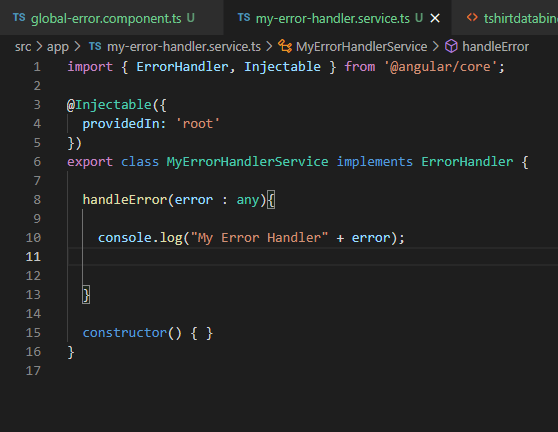 TS global-error.component.ts U
TS my-error-handler.service.ts U ×
<> tshirtdatabin
src > app > TS my-error-handler.service.ts > MyErrorHandlerService > handleError
1 import { ErrorHandler, Injectable } from '@angular/core';
2
3 @Injectable({
4   providedIn: 'root'
5 })
6 export class MyErrorHandlerService implements ErrorHandler {
7
8   handleError(error : any){
9
10     console.log("My Error Handler" + error);
11
12
13   }
14
15   constructor() { }
16 }
17